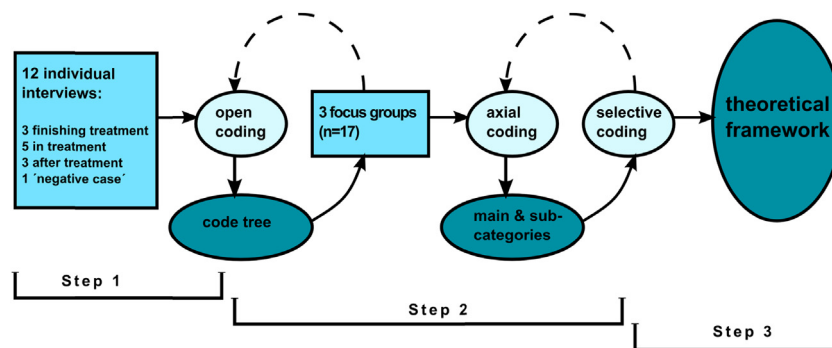 12 individual
interviews:
3 finishing treatment
5 in treatment
3 after treatment
1 ´negative case´
open
coding
code tree
3 focus groups
(n=17)
axial
coding
main & sub-
categories
selective
coding
theoretical
framework
Step 1
Step 2
Step 3